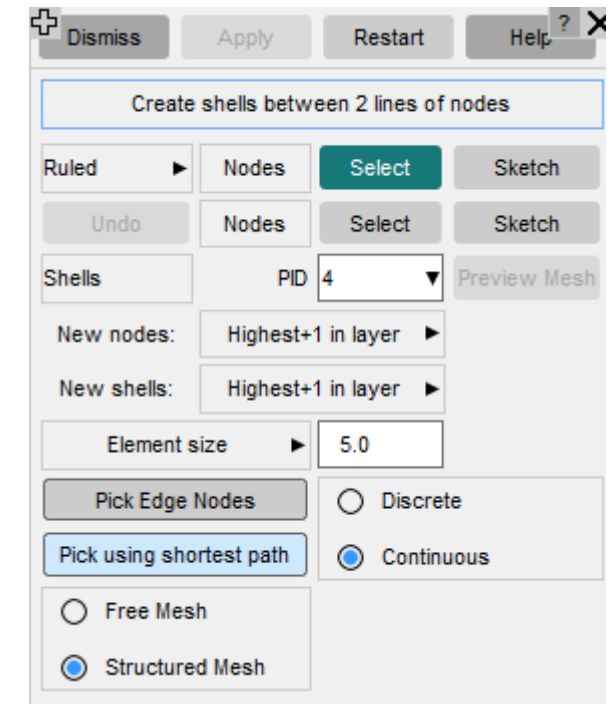 Dismiss Apply Restart Help ? X
Create shells between 2 lines of nodes
Ruled Nodes Select Sketch
Undo Nodes Select Sketch
Shells PID 4 Preview Mesh
New nodes: Highest+1 in layer
New shells: Highest+1 in layer
Element size 5.0
Pick Edge Nodes Discrete
Pick using shortest path Continuous
Free Mesh
Structured Mesh